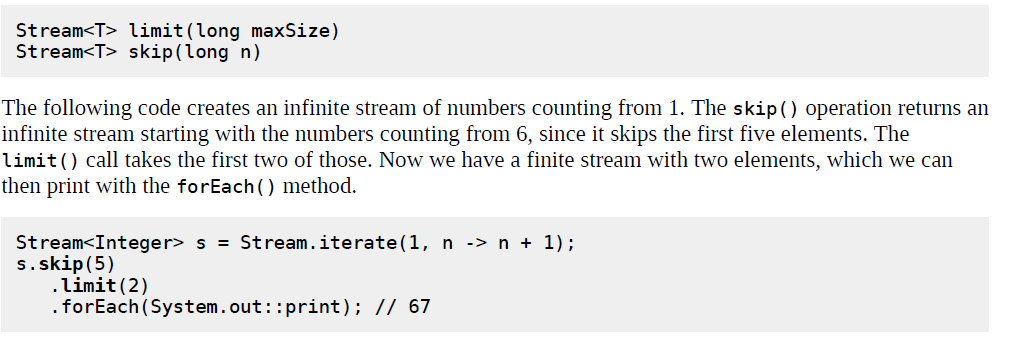 Stream<T> limit(long maxSize)
Stream<T> skip(long n)
The following code creates an infinite stream of numbers counting from 1. The skip() operation returns an
infinite stream starting with the numbers counting from 6, since it skips the first five elements. The
limit() call takes the first two of those. Now we have a finite stream with two elements, which we can
then print with the forEach() method.
Stream<Integer> s = Stream.iterate(1, n -> n + 1);
s.skip(5)
   .limit(2)
   .forEach(System.out::print); // 67